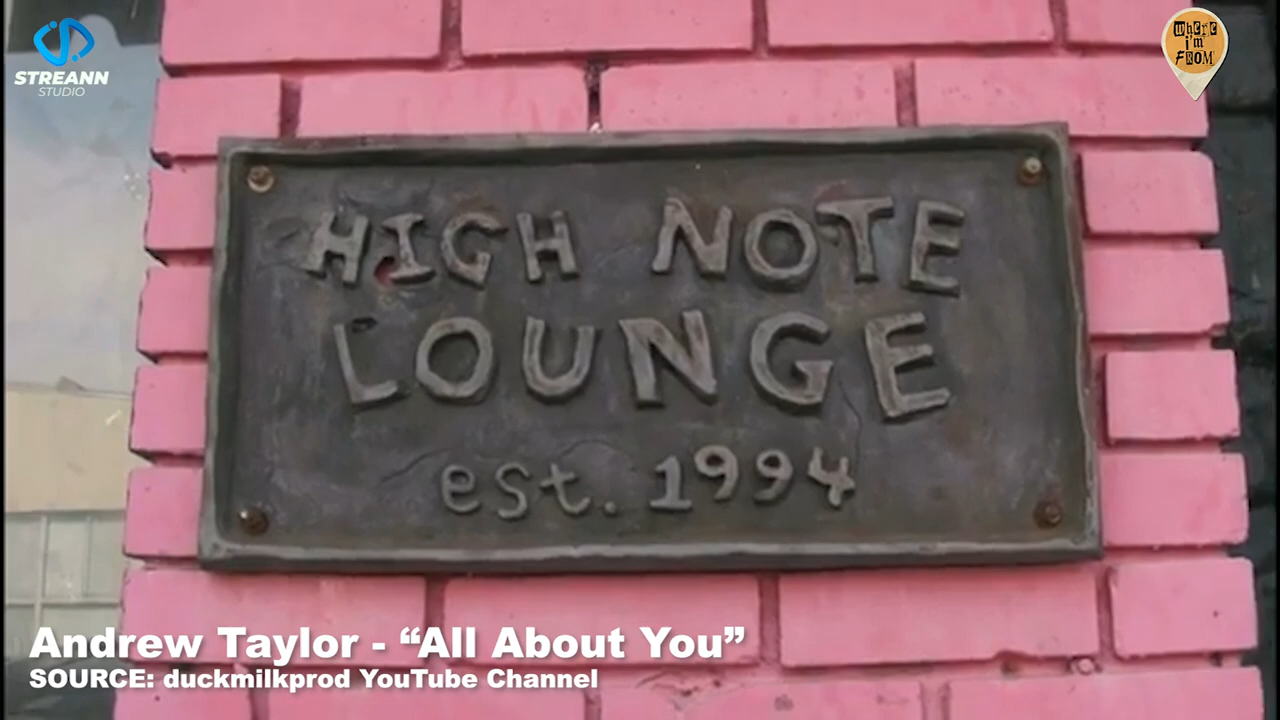 STREANN
STUDIO
where
i'm
FROM
HIGH NOTE
LOUNGE
est. 1994
Andrew Taylor - “All About You”
SOURCE: duckmilkprod YouTube Channel